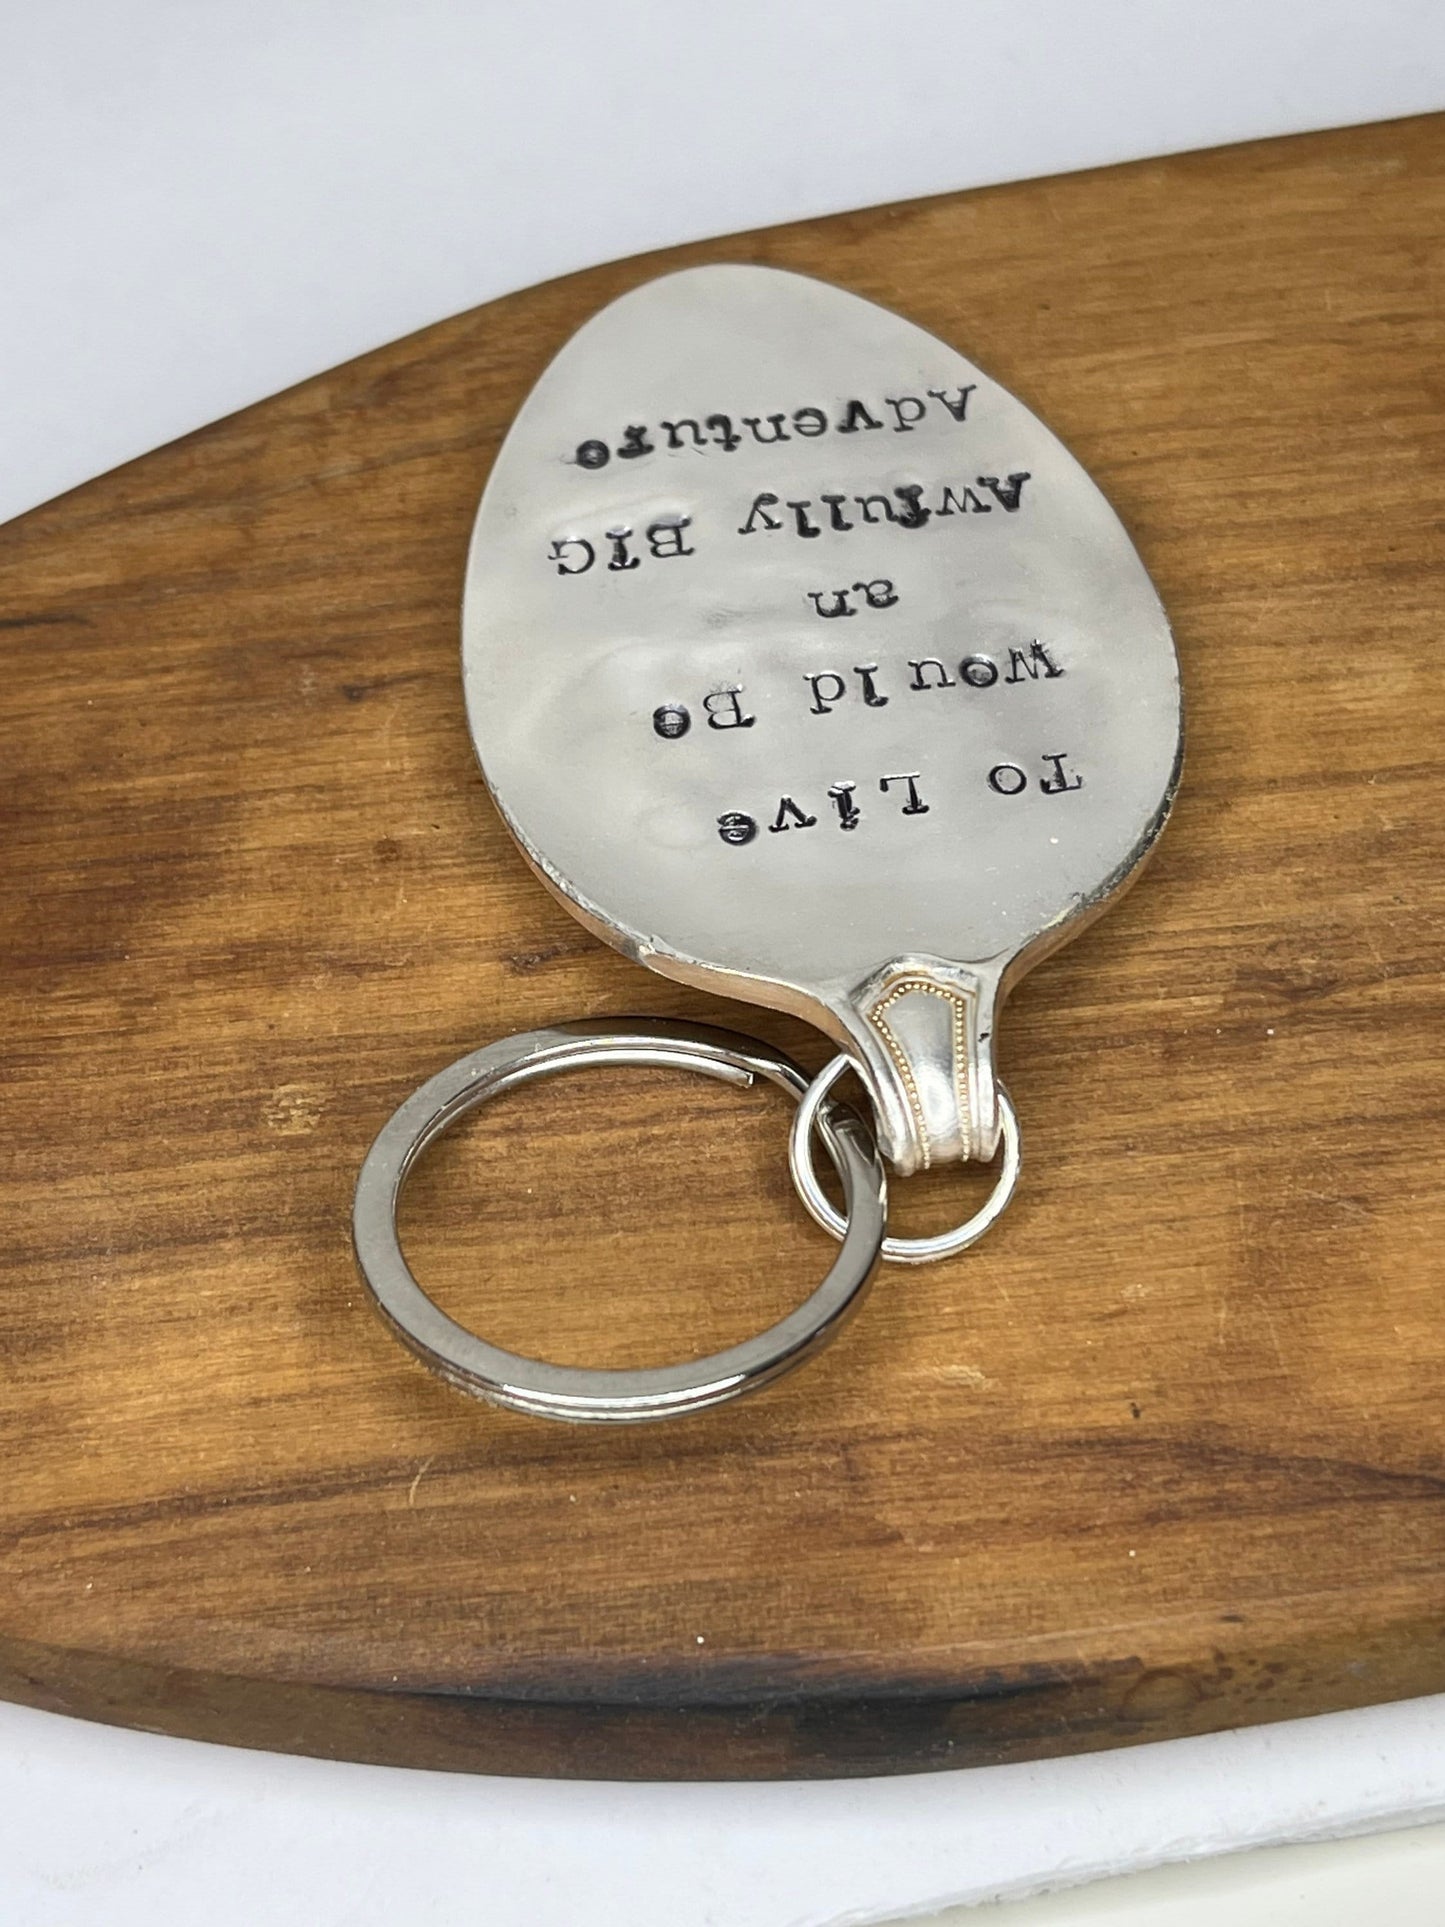 To Live
Would Be
an
Awfully BIG
Adventure